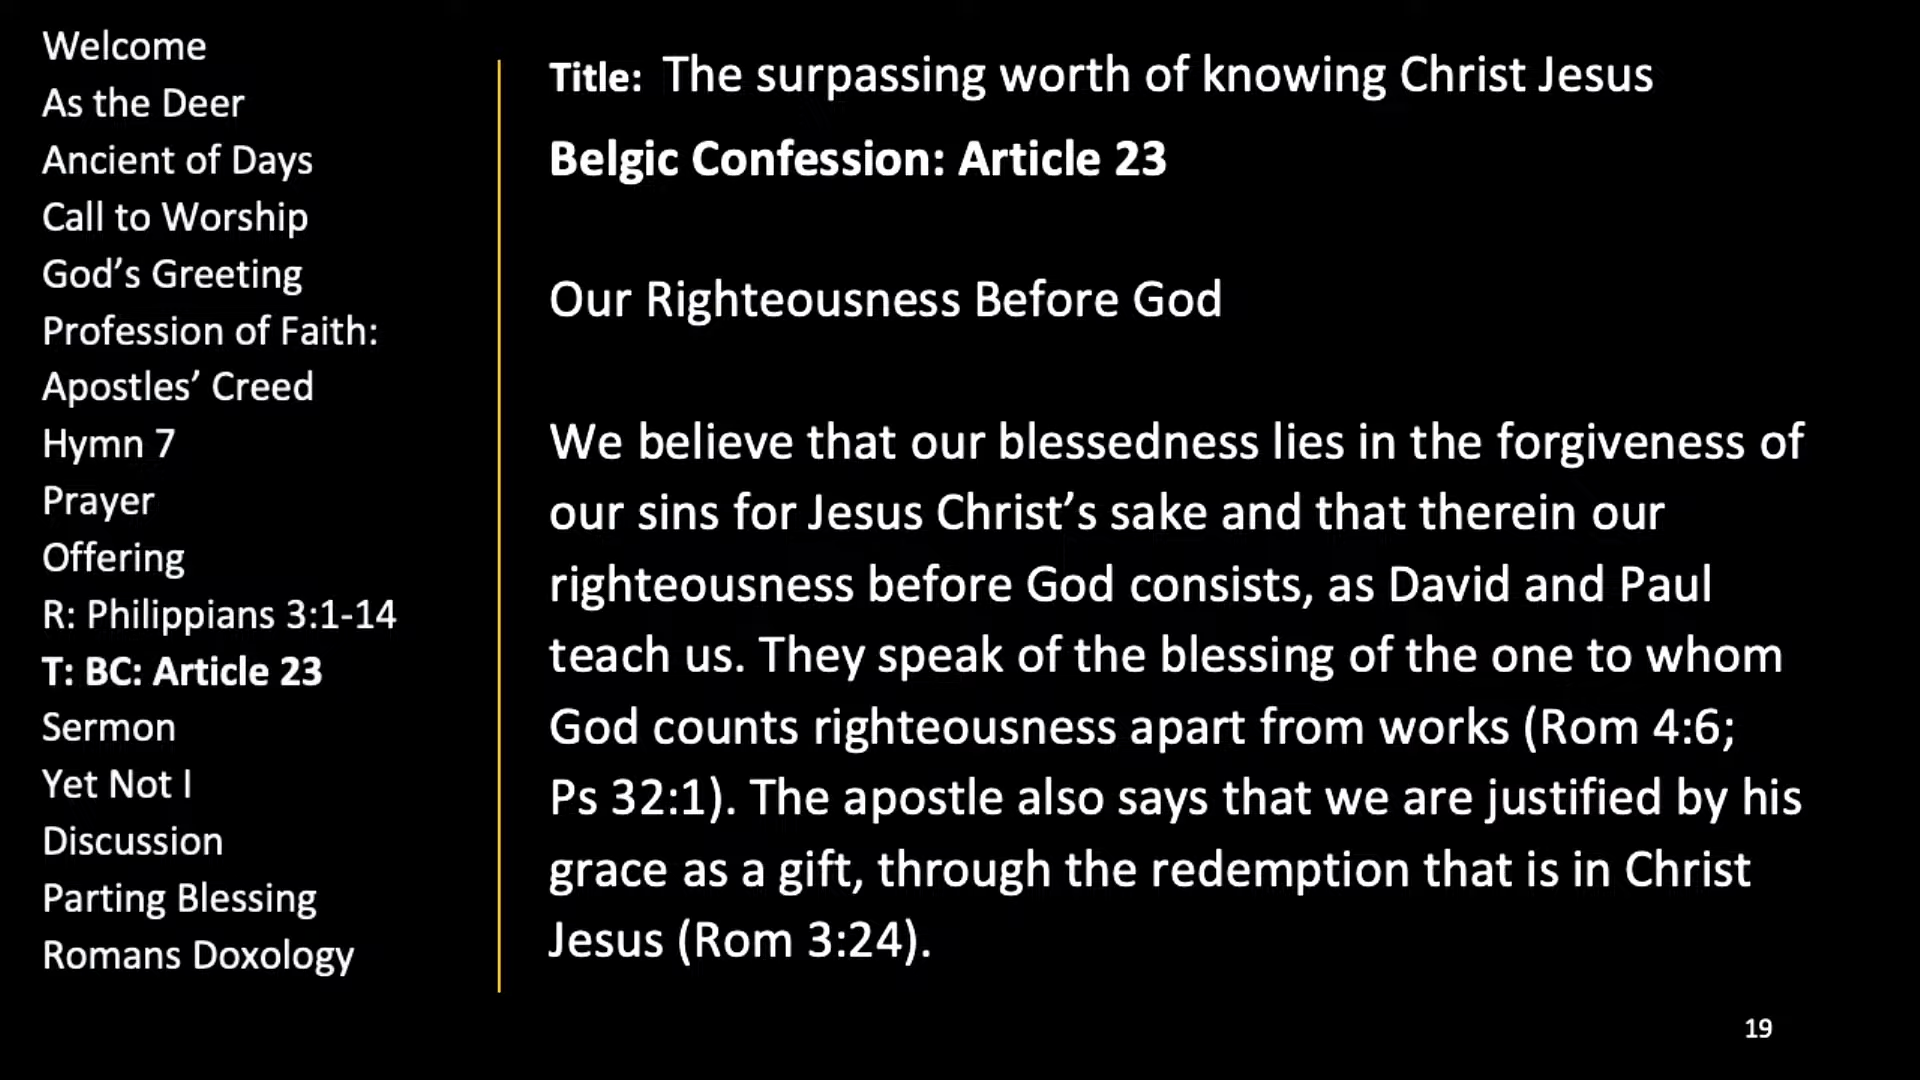 Welcome
As the Deer
Ancient of Days
Call to Worship
God’s Greeting
Profession of Faith:
Apostles’ Creed
Hymn 7
Prayer
Offering
R: Philippians 3:1-14
T: BC: Article 23
Sermon
Yet Not I
Discussion
Parting Blessing
Romans Doxology
Title: The surpassing worth of knowing Christ Jesus
Belgic Confession: Article 23
Our Righteousness Before God
We believe that our blessedness lies in the forgiveness of
our sins for Jesus Christ’s sake and that therein our
righteousness before God consists, as David and Paul
teach us. They speak of the blessing of the one to whom
God counts righteousness apart from works (Rom 4:6;
Ps 32:1). The apostle also says that we are justified by his
grace as a gift, through the redemption that is in Christ
Jesus (Rom 3:24).
19